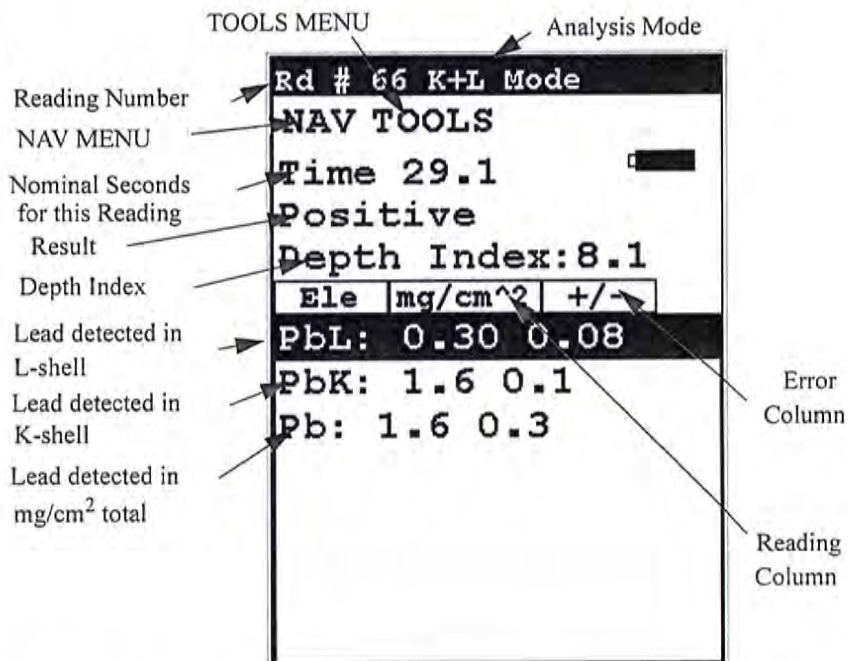 TOOLS MENU
Analysis Mode
Reading Number
NAV MENU
Nominal Seconds
for this Reading
Result
Depth Index
Lead detected in
L-shell
Lead detected in
K-shell
Lead detected in
mg/cm² total
Rd # 66 K+L Mode
NAV TOOLS
Time 29.1
Positive
Depth Index:8.1
Ele mg/cm^2 +/-
PbL: 0.30 0.08
PbK: 1.6 0.1
Pb: 1.6 0.3
Error
Column
Reading
Column